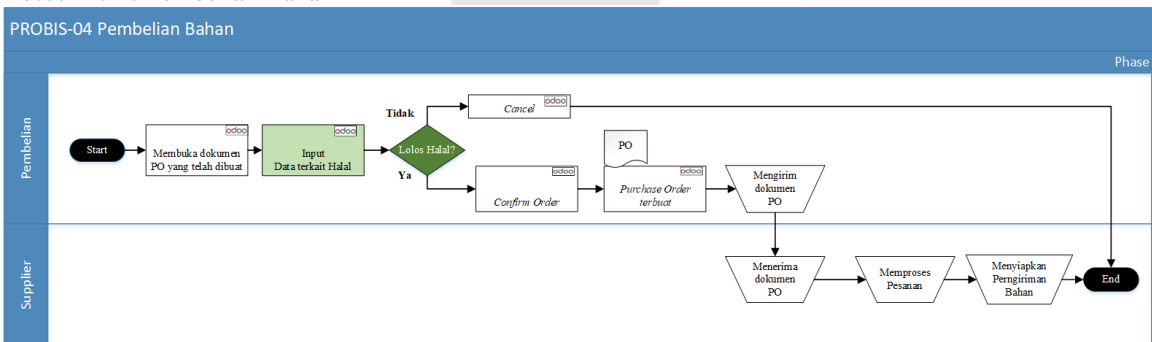 PROBIS-04 Pembelian Bahan
Phase
Pembelian
Start
odoo
Membuka dokumen
PO yang telah dibuat
odoo
Input
Data terkait Halal
Lolos Halal?
Tidak
Ya
odoo
Cancel
odoo
Confirm Order
PO
odoo
Purchase Order
terbuat
Mengirim
dokumen
PO
Supplier
Menerima
dokumen
PO
Memproses
Pesanan
Menyiapkan
Perngiriman
Bahan
End